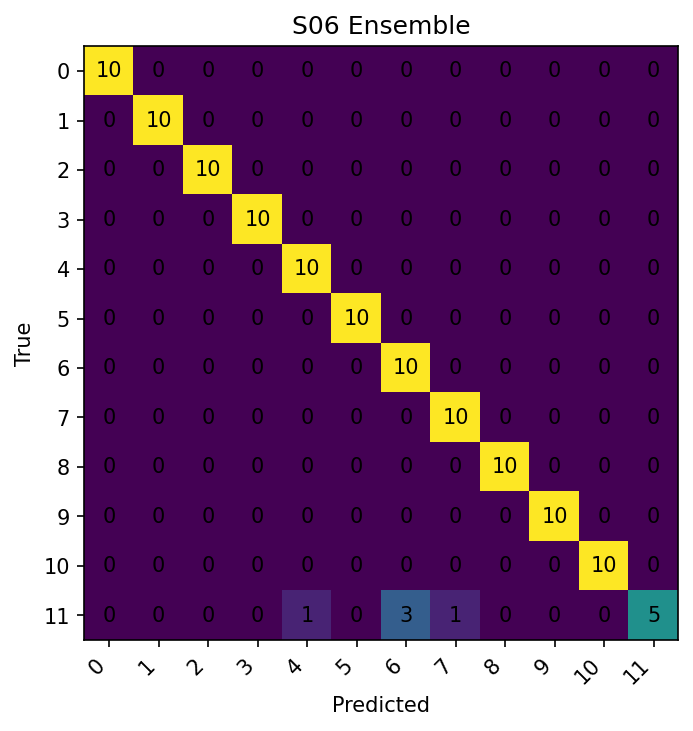 S06 Ensemble
0 10 0 0 0 0 0 0 0 0 0 0 0
1 0 10 0 0 0 0 0 0 0 0 0 0
2 0 0 10 0 0 0 0 0 0 0 0 0
3 0 0 0 10 0 0 0 0 0 0 0 0
4 0 0 0 0 10 0 0 0 0 0 0 0
5 0 0 0 0 0 10 0 0 0 0 0 0
6 0 0 0 0 0 0 10 0 0 0 0 0
7 0 0 0 0 0 0 0 10 0 0 0 0
8 0 0 0 0 0 0 0 0 10 0 0 0
9 0 0 0 0 0 0 0 0 0 10 0 0
10 0 0 0 0 0 0 0 0 0 0 10 0
11 0 0 0 0 1 0 3 1 0 0 0 5
True
0 1 2 3 4 5 6 7 8 9 10 11
Predicted